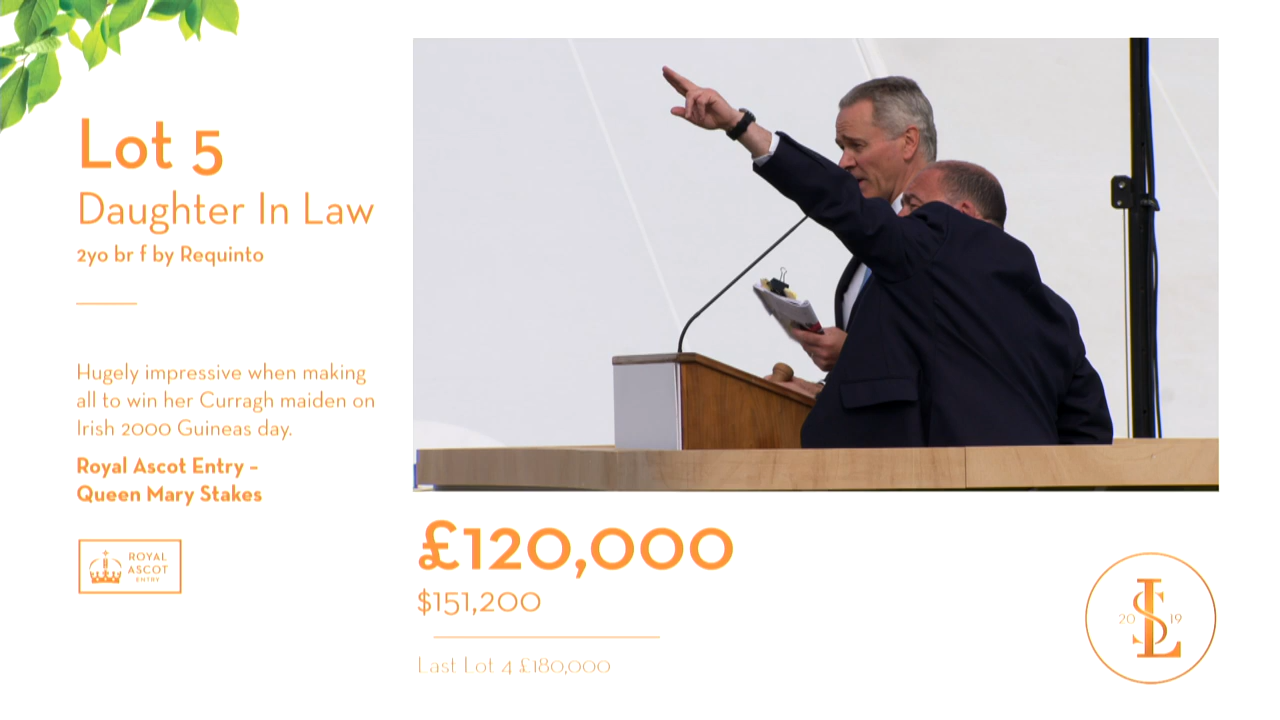 Lot 5
Daughter In Law
2yo br f by Requinto
Hugely impressive when making
all to win her Curragh maiden on
Irish 2000 Guineas day.
Royal Ascot Entry –
Queen Mary Stakes
ROYAL
ASCOT
ENTRY
£120,000
$151,200
Last Lot 4 £180,000
20 SL 19